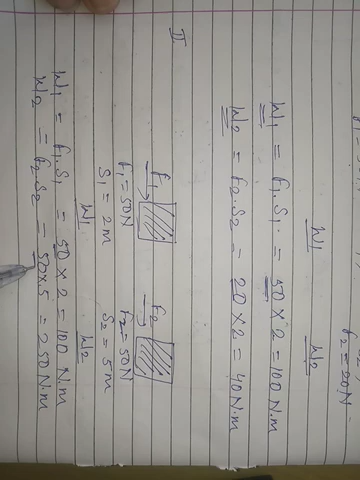 f₂ = 20N
W₁ W₂
W₁ = f₁.S₁ = 50 × 2 = 100 N.m
W₂ = f₂.S₂ = 20 × 2 = 40 N.m
II
f₁ f₂
f₁ = 50N f₂ = 50N
S₁ = 2m S₂ = 5m
W₁ W₂
W₁ = f₁.S₁ = 50 × 2 = 100 N.m
W₂ = f₂.S₂ = 50×5 = 250 N.m